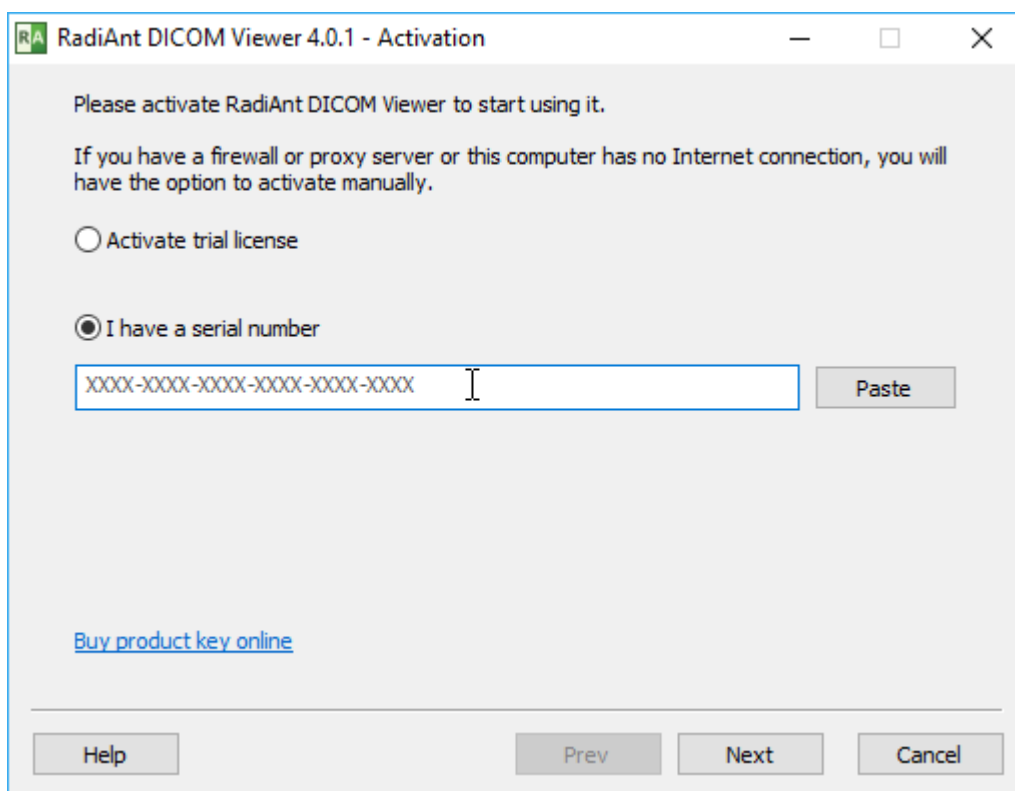 RA RadiAnt DICOM Viewer 4.0.1 - Activation
Please activate RadiAnt DICOM Viewer to start using it.
If you have a firewall or proxy server or this computer has no Internet connection, you will
have the option to activate manually.
Activate trial license
I have a serial number
XXXX-XXXX-XXXX-XXXX-XXXX-XXXX
Paste
Buy product key online
Help Prev Next Cancel